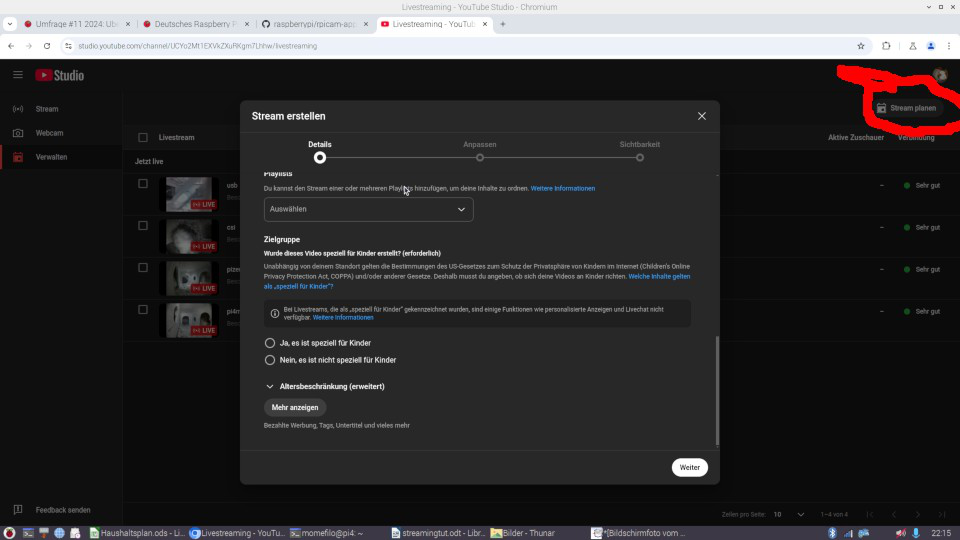 Livestreaming - YouTube Studio - Chromium
Umfrage #11 2024: Ub
Deutsches Raspberry P
raspberrypi/rpicam-app
Livestreaming - YouTub
studio.youtube.com/channel/UCYo2Mt1EXVkZXuRKgm7Lhhw/livestreaming
Studio
Stream planen
Stream
Webcam
Verwalten
Livestream
Aktive Zuschauer
Verbindung
Jetzt live
usb
LIVE
– Sehr gut
csi
LIVE
– Sehr gut
pize
LIVE
– Sehr gut
pi4n
LIVE
– Sehr gut
Stream erstellen
Details
Anpassen
Sichtbarkeit
Playlists
Du kannst den Stream einer oder mehreren Playlists hinzufügen, um deine Inhalte zu ordnen. Weitere Informationen
Auswählen
Zielgruppe
Wurde dieses Video speziell für Kinder erstellt? (erforderlich)
Unabhängig von deinem Standort gelten die Bestimmungen des US-Gesetzes zum Schutz der Privatsphäre von Kindern im Internet (Children's Online
Privacy Protection Act, COPPA) und/oder anderer Gesetze. Deshalb musst du angeben, ob sich deine Videos an Kinder richten. Welche Inhalte gelten
als „speziell für Kinder“?
Bei Livestreams, die als „speziell für Kinder“ gekennzeichnet wurden, sind einige Funktionen wie personalisierte Anzeigen und Livechat nicht
verfügbar. Weitere Informationen
Ja, es ist speziell für Kinder
Nein, es ist nicht speziell für Kinder
Altersbeschränkung (erweitert)
Mehr anzeigen
Bezahlte Werbung, Tags, Untertitel und vieles mehr
Weiter
Feedback senden
Zeilen pro Seite: 10
1–4 von 4
Haushaltsplan.ods - Li...
Livestreaming - YouTu...
momefilo@pi4: ~
streamingtut.odt - Libr...
Bilder - Thunar
*[Bildschirmfoto vom ...
22:15